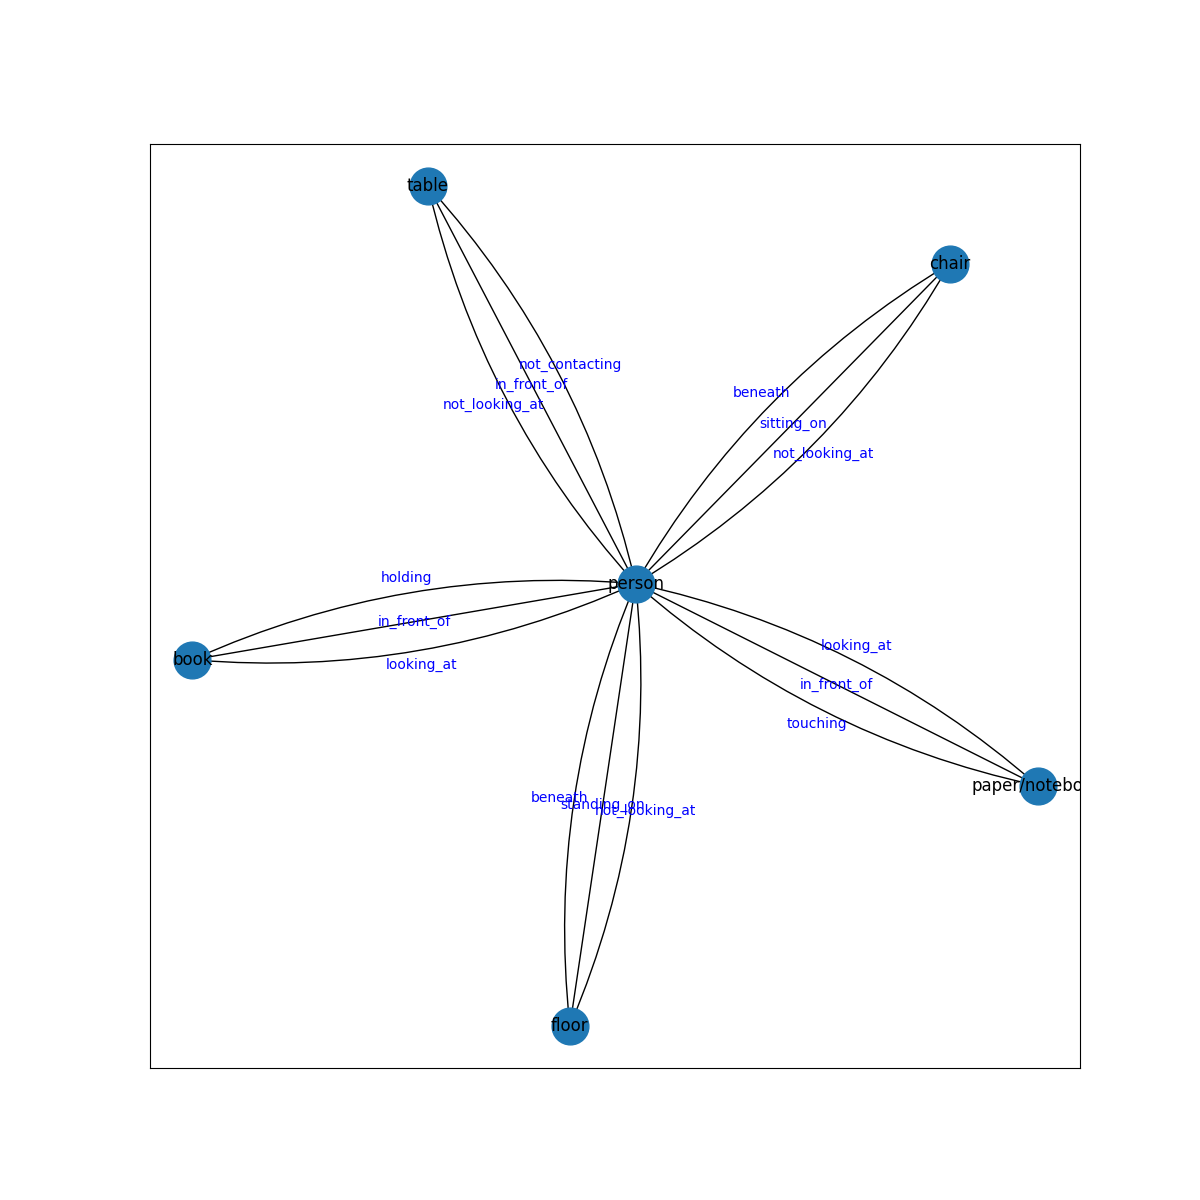 table
chair
not_contacting
in_front_of
beneath
not_looking_at
sitting_on
not_looking_at
holding
person
in_front_of
looking_at
book
looking_at
in_front_of
touching
paper/notebo
beneath
standing_on
not_looking_at
floor